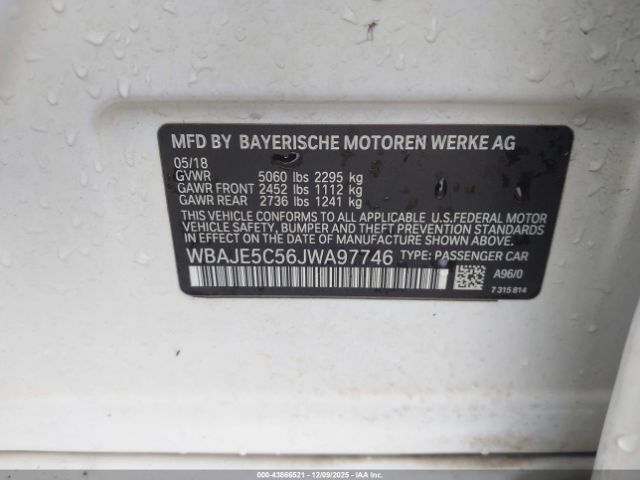 MFD BY BAYERISCHE MOTOREN WERKE AG
05/18
GVWR 5060 lbs 2295 kg
GAWR FRONT 2452 lbs 1112 kg
GAWR REAR 2736 lbs 1241 kg
THIS VEHICLE CONFORMS TO ALL APPLICABLE U.S.FEDERAL MOTOR
VEHICLE SAFETY, BUMPER AND THEFT PREVENTION STANDARDS
IN EFFECT ON THE DATE OF MANUFACTURE SHOWN ABOVE.
WBAJE5C56JWA97746 TYPE: PASSENGER CAR
A96/0
7 315 814
000-43866521 - 12/09/2025 - IAA Inc. All Rights Reserved